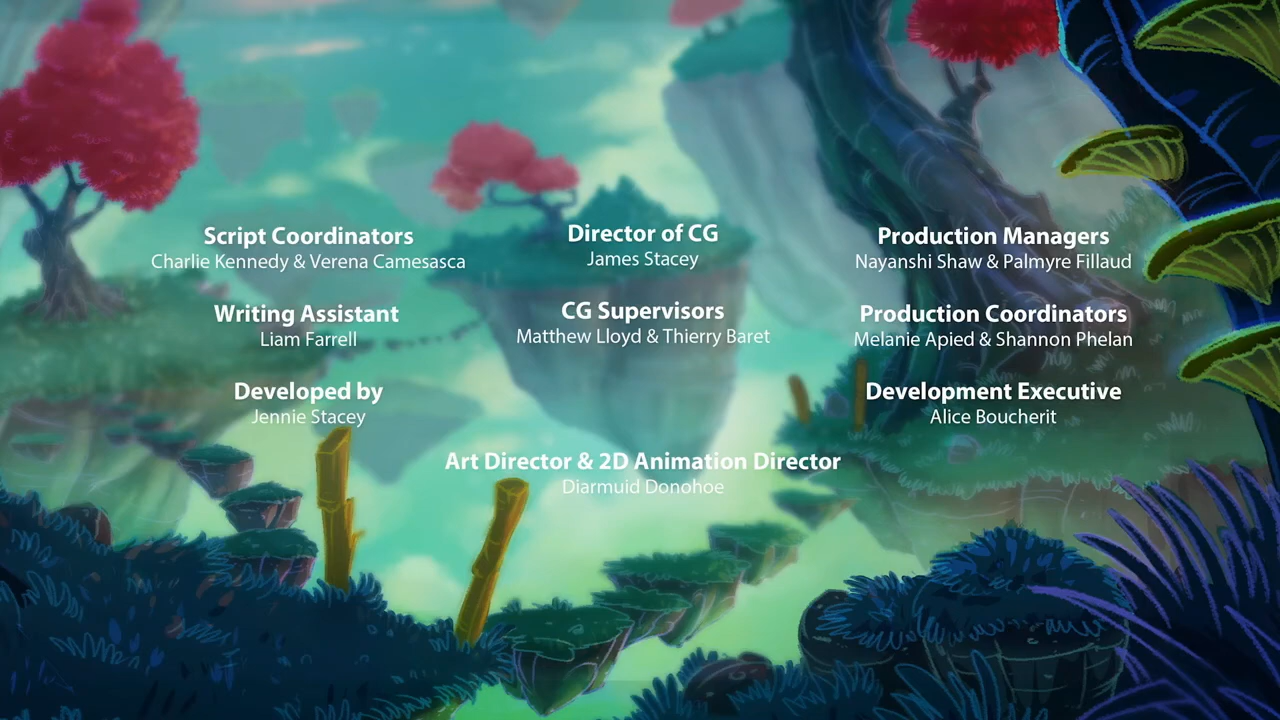 Script Coordinators
Charlie Kennedy & Verena Camesasca
Writing Assistant
Liam Farrell
Developed by
Jennie Stacey
Director of CG
James Stacey
CG Supervisors
Matthew Lloyd & Thierry Baret
Production Managers
Nayanshi Shaw & Palmyre Fillaud
Production Coordinators
Melanie Apied & Shannon Phelan
Development Executive
Alice Boucherit
Art Director & 2D Animation Director
Diarmuid Donohoe